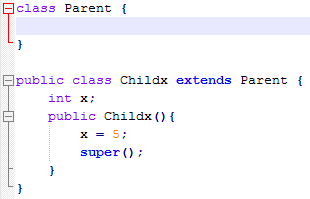 class Parent {
}
public class Childx extends Parent {
int x;
public Childx(){
x = 5;
super();
}
}